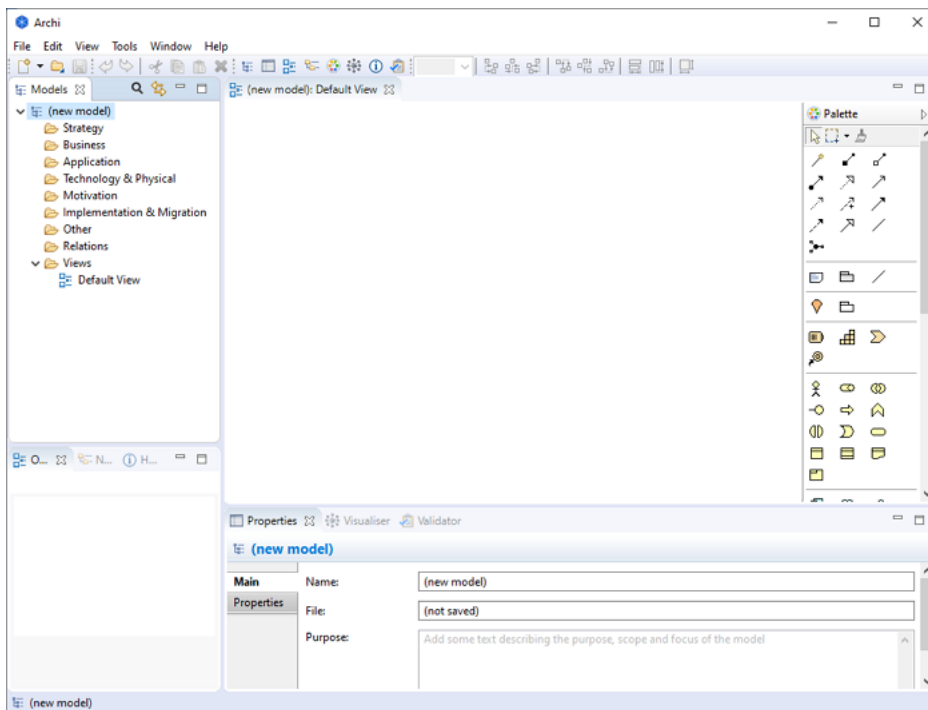 Archi
File Edit View Tools Window Help
Models
(new model)
Strategy
Business
Application
Technology & Physical
Motivation
Implementation & Migration
Other
Relations
Views
Default View
(new model): Default View
Palette
O... N... H...
Properties Visualiser Validator
(new model)
Main
Properties
Name: (new model)
File: (not saved)
Purpose: Add some text describing the purpose, scope and focus of the model
(new model)